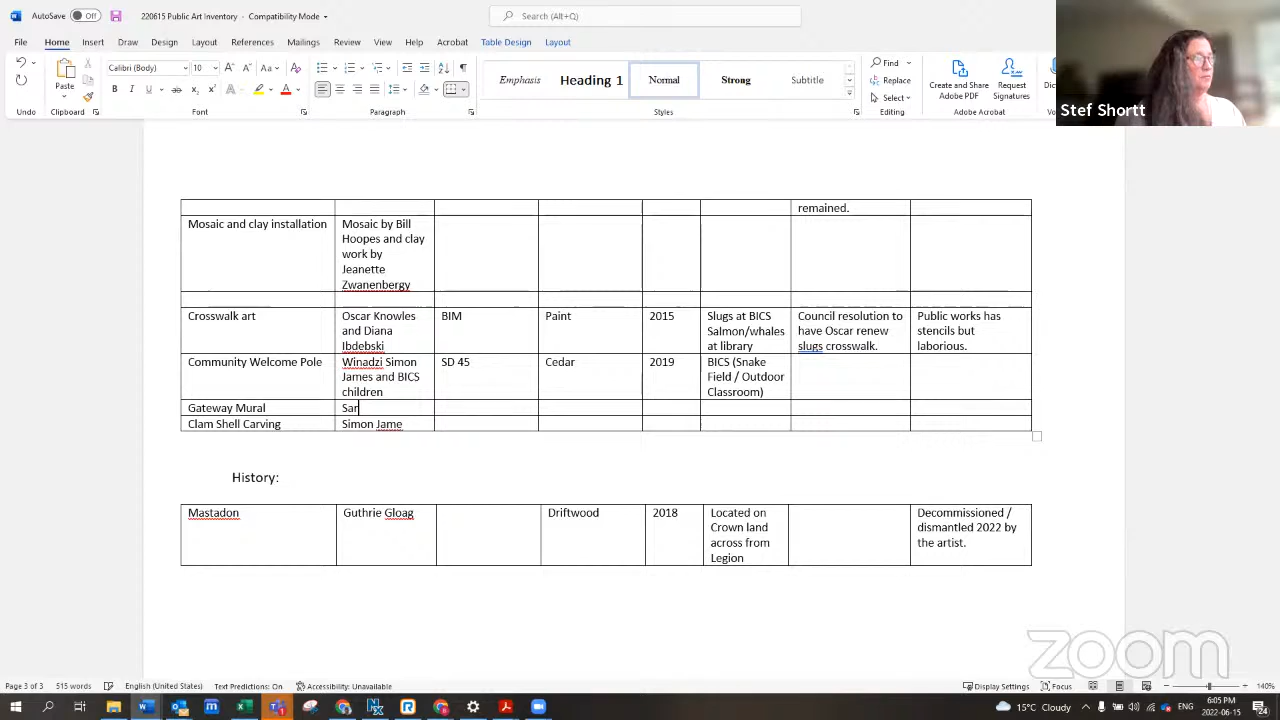 AutoSave Off 220615 Public Art Inventory - Compatibility Mode Search (Alt+Q)
File Home Insert Draw Design Layout References Mailings Review View Help Acrobat Table Design Layout
Calibri (Body) 10
Emphasis Heading 1 Normal Strong Subtitle
Paste Find Replace Select
Create and Share Adobe PDF Request Signatures
Undo Clipboard Font Paragraph Styles Editing Adobe Acrobat
Stef Shortt
remained.
Mosaic and clay installation Mosaic by Bill
Hoopes and clay
work by
Jeanette
Zwanenbergy
Crosswalk art Oscar Knowles BIM Paint 2015 Slugs at BICS Council resolution to Public works has
and Diana Salmon/whales have Oscar renew stencils but
Ibdebski at library slugs crosswalk. laborious.
Community Welcome Pole Winadzi Simon SD 45 Cedar 2019 BICS (Snake
James and BICS Field / Outdoor
children Classroom)
Gateway Mural Sar
Clam Shell Carving Simon Jame
History:
Mastadon Guthrie Gloag Driftwood 2018 Located on Decommissioned /
Crown land dismantled 2022 by
across from the artist.
Legion
zoom
Page 3 of 3 515 words English (United States) Text Predictions: On Accessibility: Unavailable Display Settings Focus 140%
15°C Cloudy 6:05 PM
2022-06-15 24